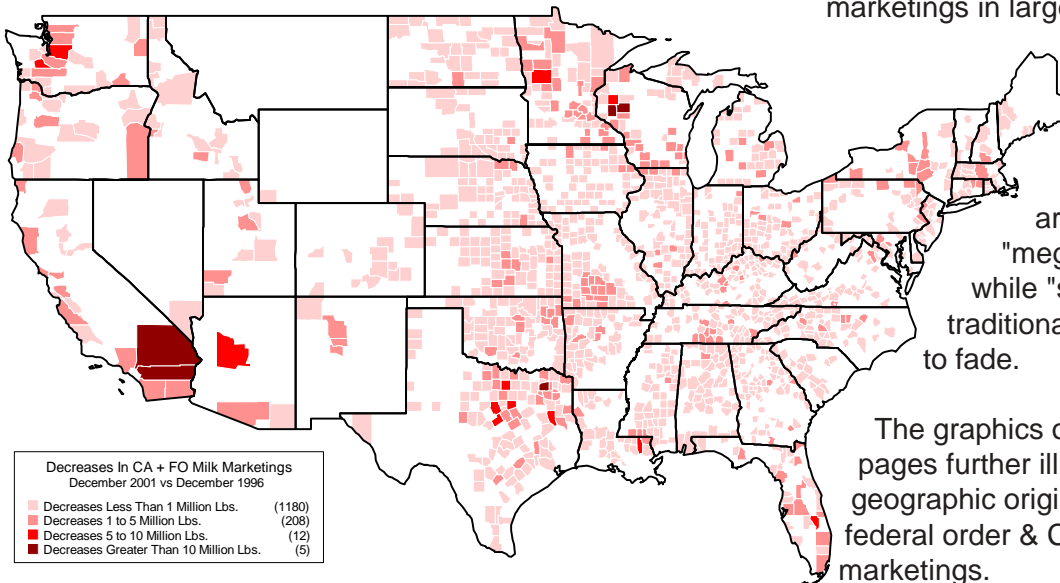 marketings in large
"meg
while "s
traditiona
to fade.
The graphics o
pages further ill
geographic origi
federal order & C
marketings.
Decreases In CA + FO Milk Marketings
December 2001 vs December 1996
Decreases Less Than 1 Million Lbs. (1180)
Decreases 1 to 5 Million Lbs. (208)
Decreases 5 to 10 Million Lbs. (12)
Decreases Greater Than 10 Million Lbs. (5)